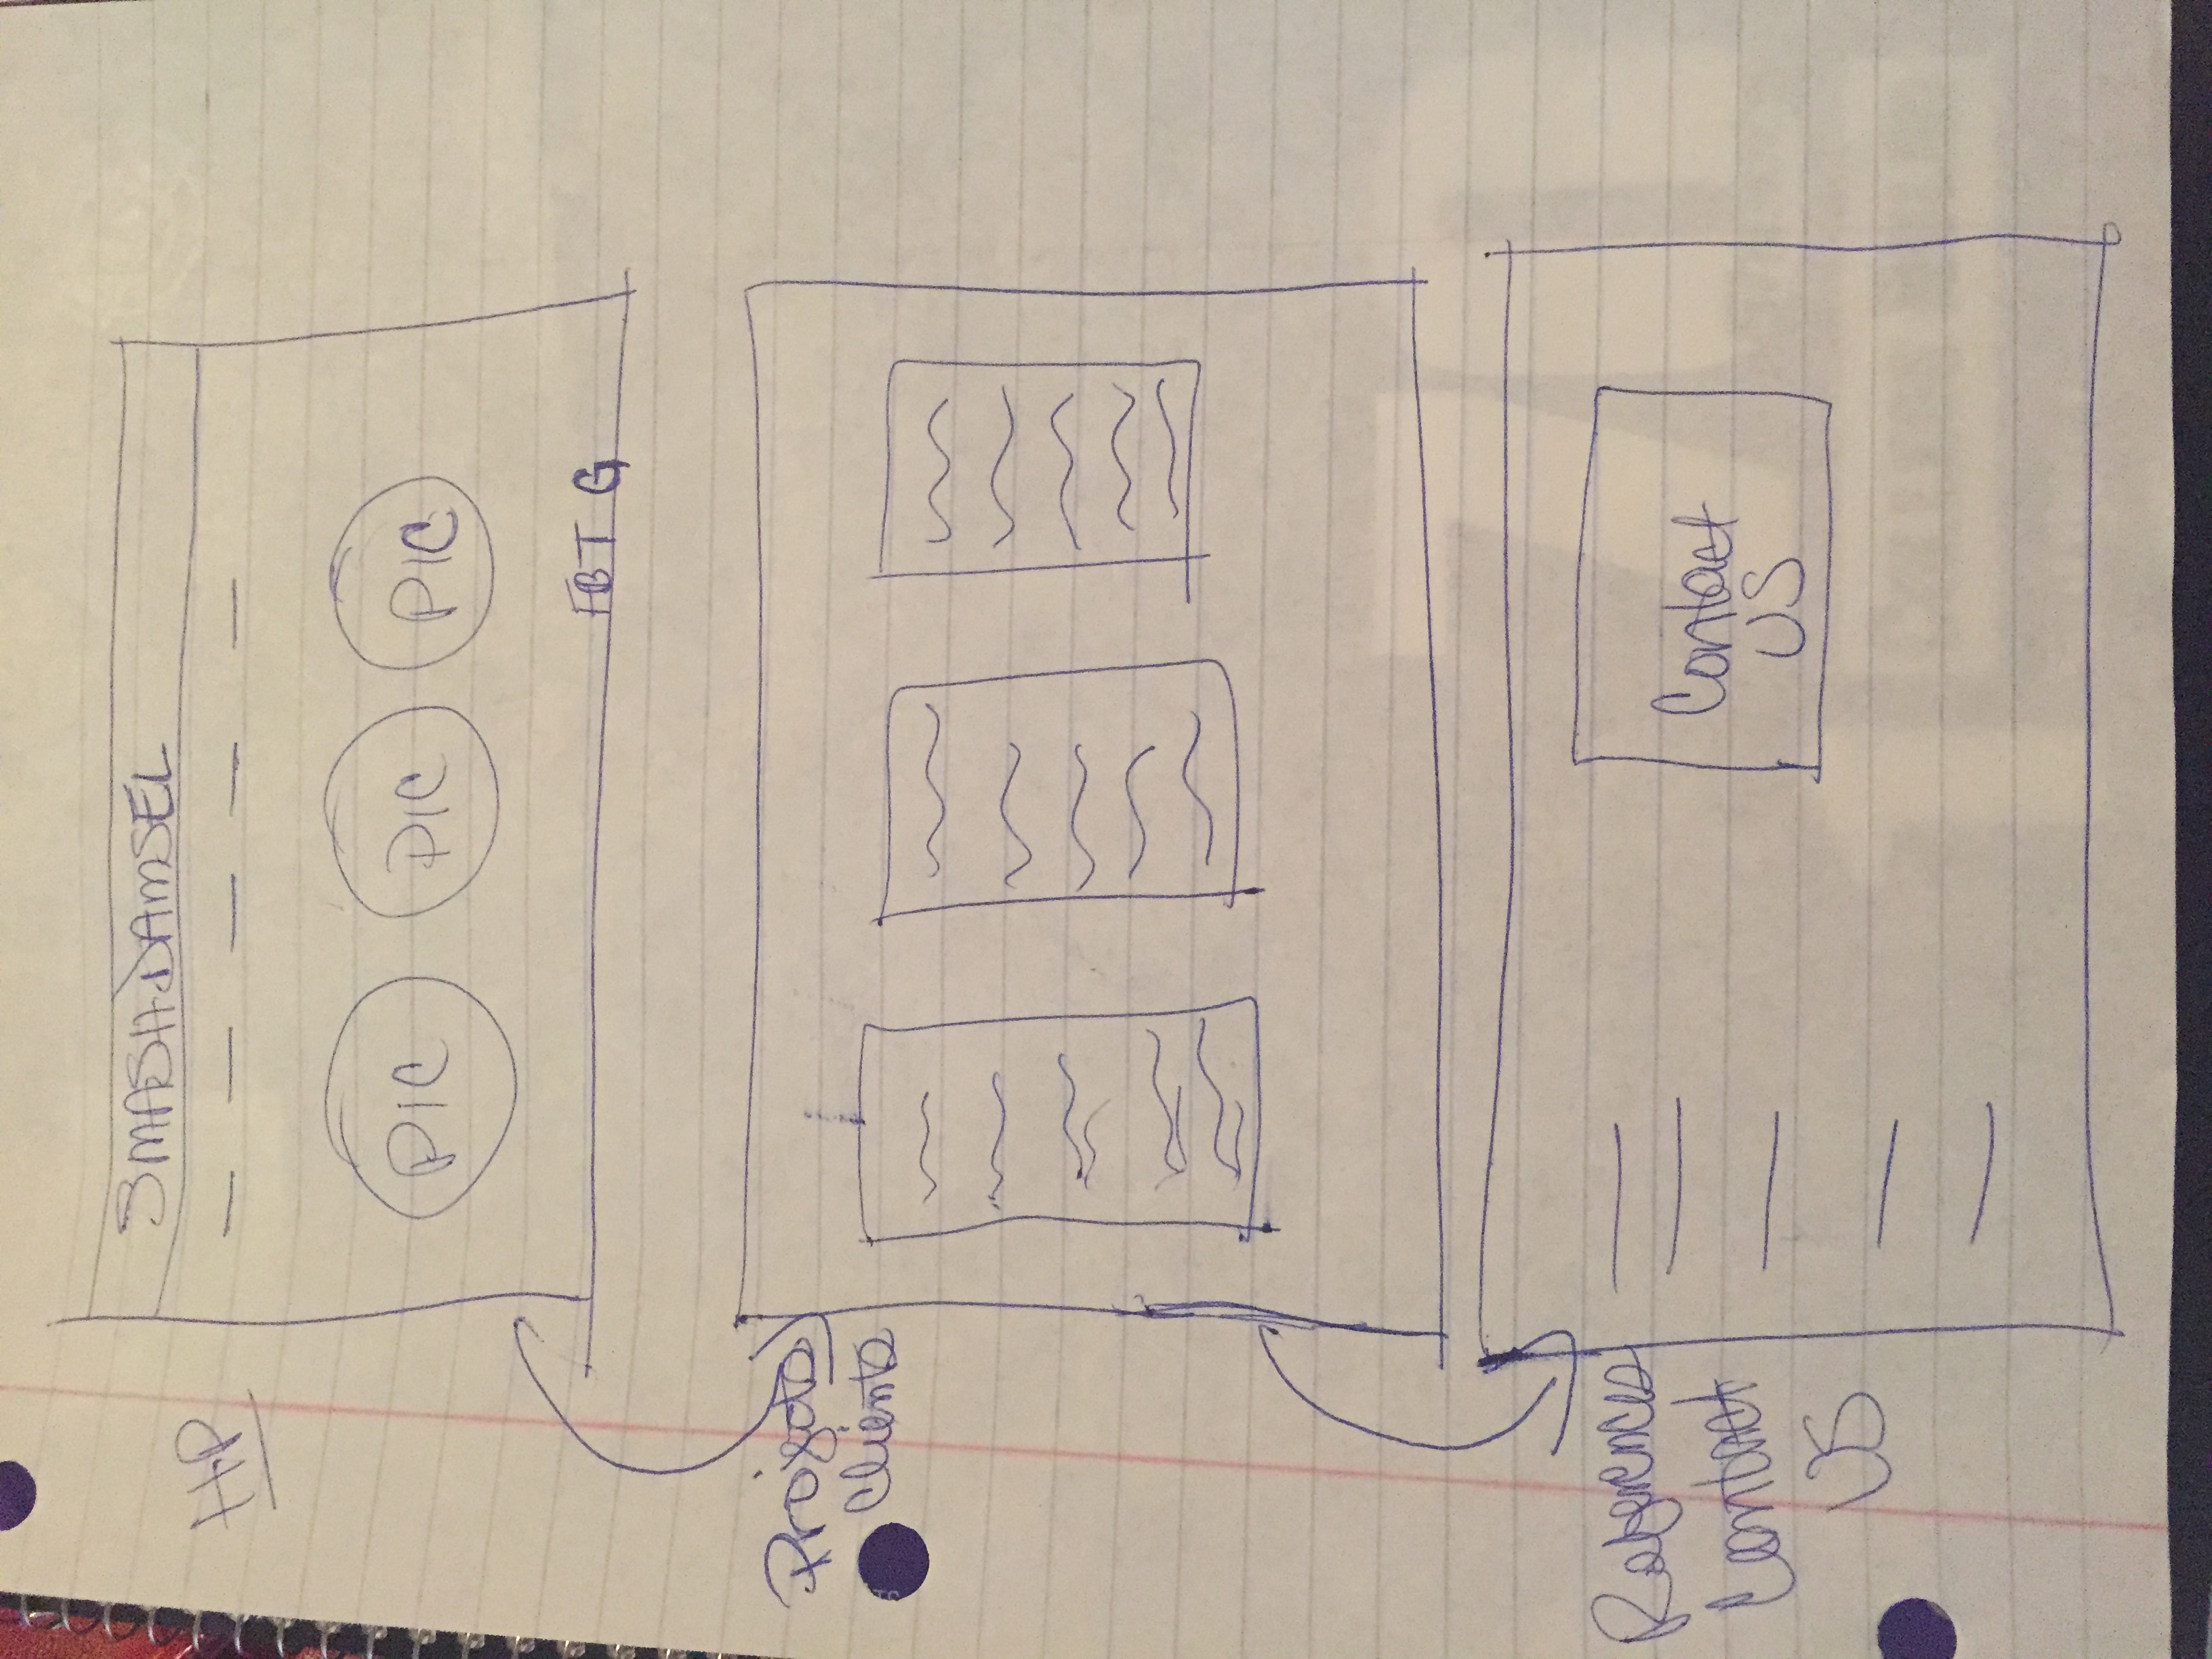 SMASH DAMSEL
HP
PIC PIC PIC
FB T G
Projects
Clients
References
Contact
US
Contact
US